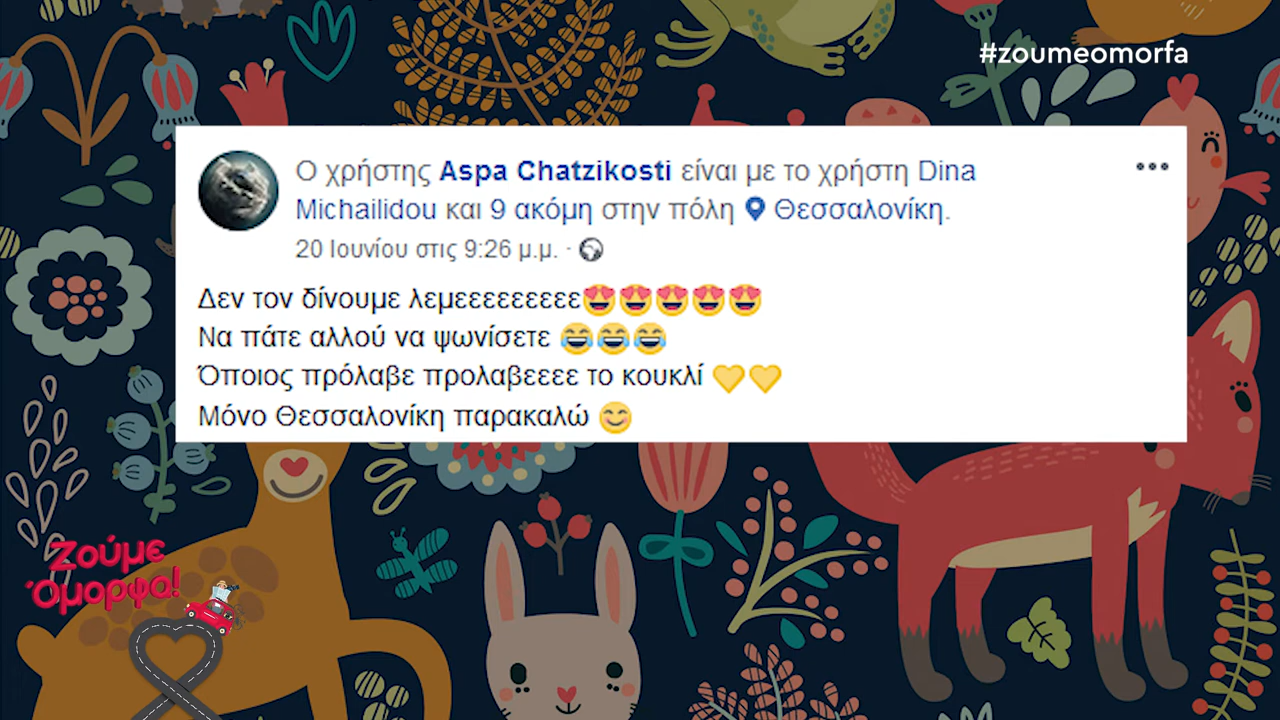 #zoumeomorfa
Ο χρήστης Aspa Chatzikosti είναι με το χρήστη Dina
Michailidou και 9 ακόμη στην πόλη Θεσσαλονίκη.
20 Ιουνίου στις 9:26 μ.μ. ·
Δεν τον δίνουμε λεμεεεεεεεεε😍😍😍😍😍
Να πάτε αλλού να ψωνίσετε 😂😂😂
Όποιος πρόλαβε προλαβεεεε το κουκλί 💛💛
Μόνο Θεσσαλονίκη παρακαλώ 😊
Ζούμε
Όμορφα!